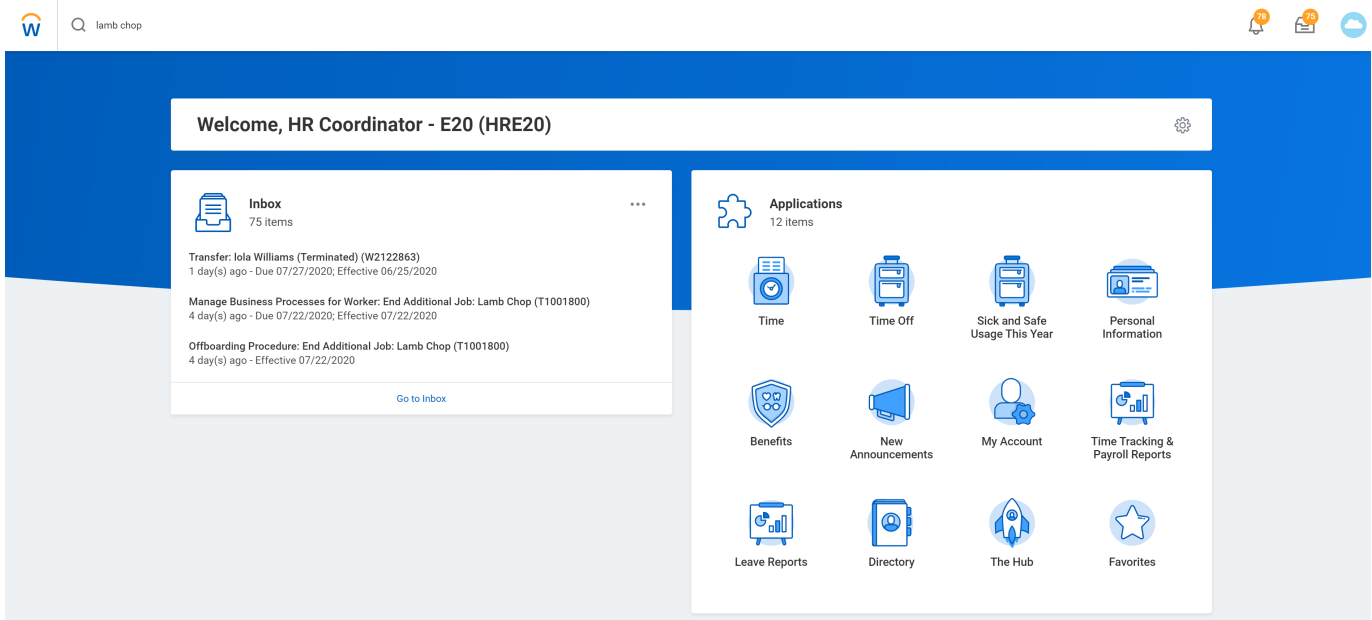 W
lamb chop
78
75
Welcome, HR Coordinator - E20 (HRE20)
Inbox
75 items
Transfer: Iola Williams (Terminated) (W2122863)
1 day(s) ago - Due 07/27/2020; Effective 06/25/2020
Manage Business Processes for Worker: End Additional Job: Lamb Chop (T1001800)
4 day(s) ago - Due 07/22/2020; Effective 07/22/2020
Offboarding Procedure: End Additional Job: Lamb Chop (T1001800)
4 day(s) ago - Effective 07/22/2020
Go to Inbox
Applications
12 items
Time
Time Off
Sick and Safe
Usage This Year
Personal
Information
Benefits
New
Announcements
My Account
Time Tracking &
Payroll Reports
Leave Reports
Directory
The Hub
Favorites